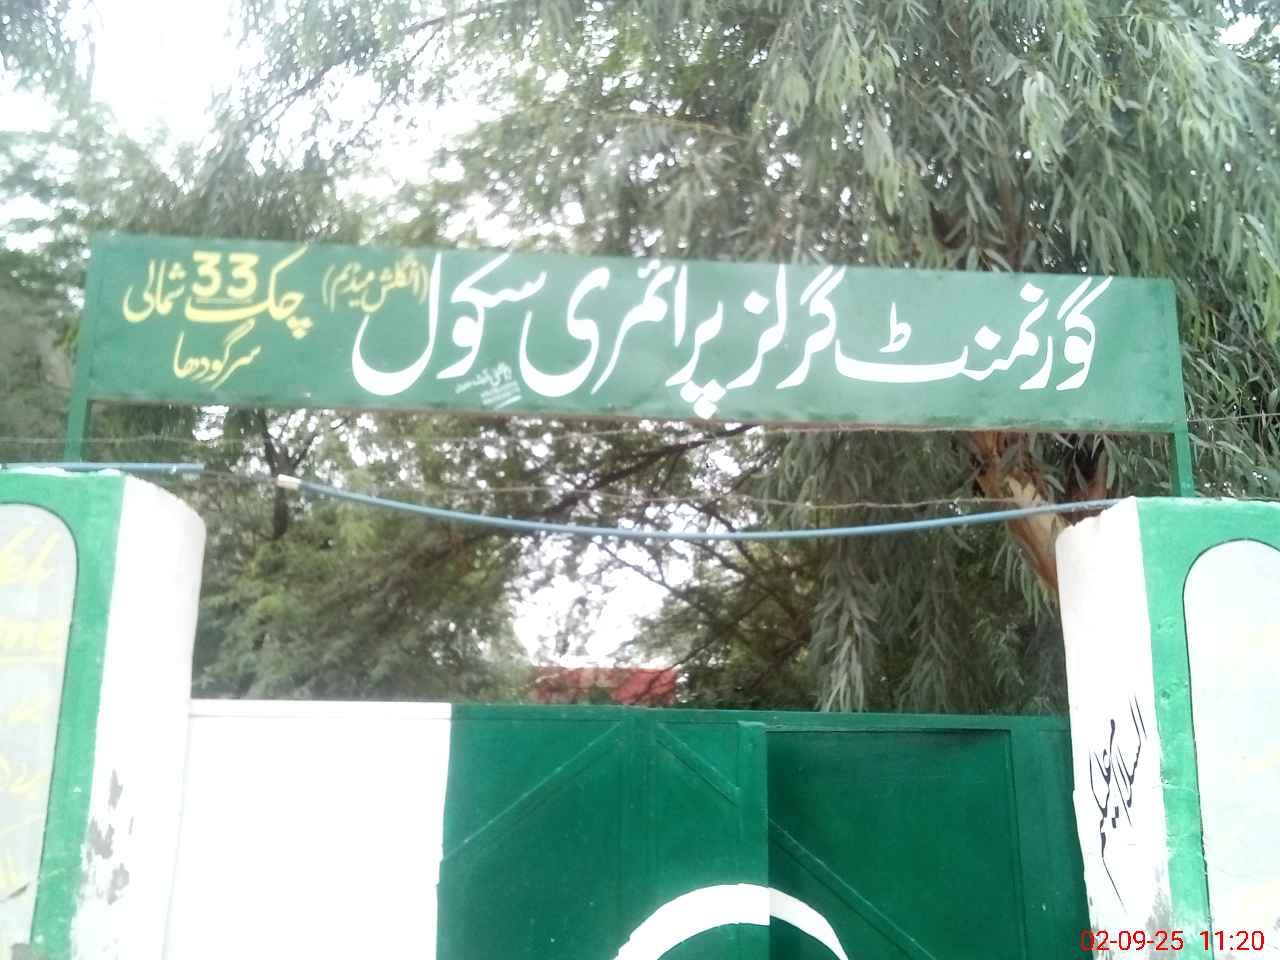 گورنمنٹ گرلز پرائمری سکول (انگلش میڈیم)
چک 33 شمالی
سرگودھا
السلام علیکم
02-09-25 11:20